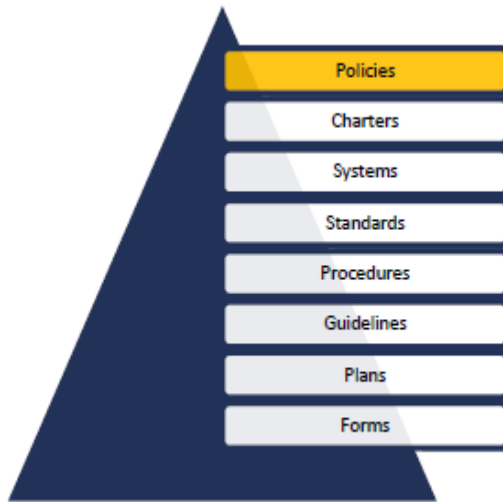 Policies
Charters
Systems
Standards
Procedures
Guidelines
Plans
Forms